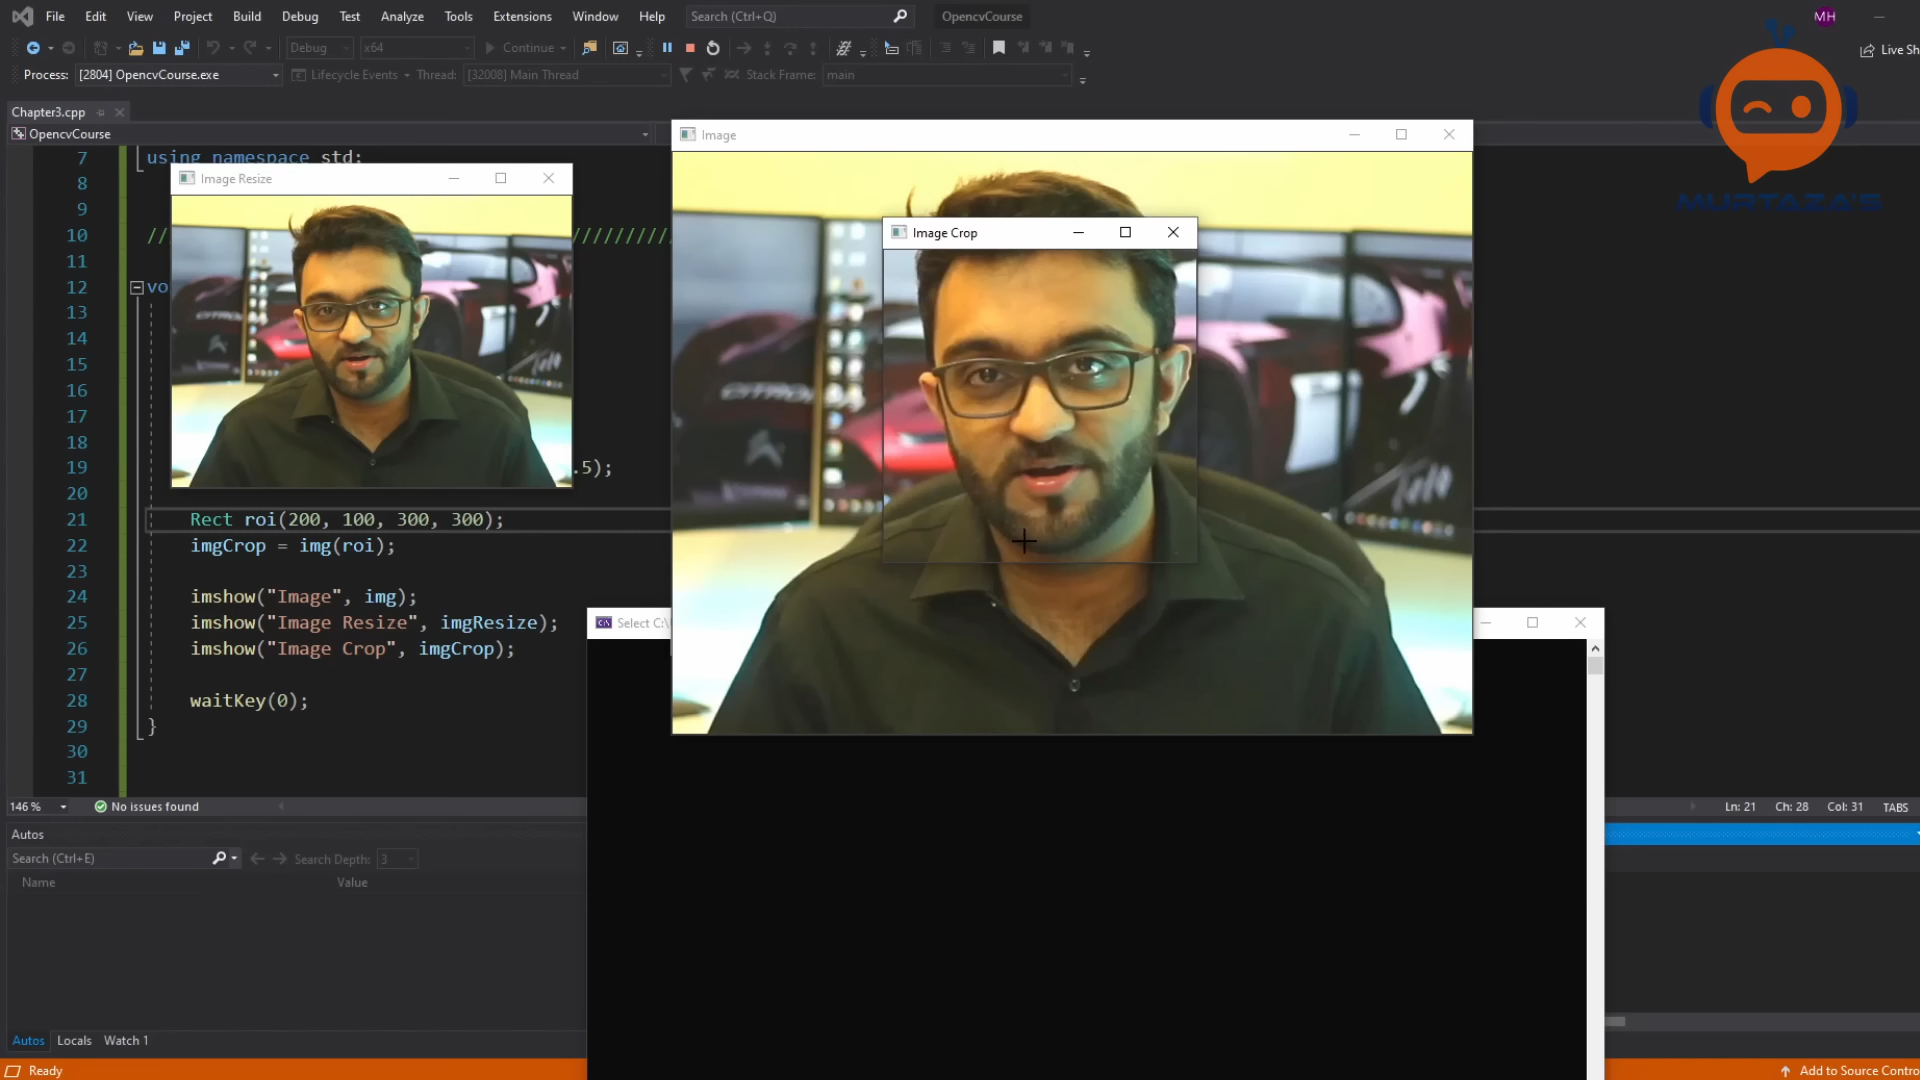 File Edit View Project Build Debug Test Analyze Tools Extensions Window Help Search (Ctrl+Q) OpencvCourse MH
Debug x64 Continue Live Sh
Process: [2804] OpencvCourse.exe Lifecycle Events Thread: [32008] Main Thread Stack Frame: main
Chapter3.cpp
OpencvCourse
MURTAZA'S
Image
Image Resize
Image Crop
7 using namespace std;
8
9
10 // //////////
11
12 vo
13
14
15
16
17
18
19 .5);
20
21 Rect roi(200, 100, 300, 300);
22 imgCrop = img(roi);
23
24 imshow("Image", img);
25 imshow("Image Resize", imgResize);
26 imshow("Image Crop", imgCrop);
27
28 waitKey(0);
29 }
30
31
Select C:\
146 % No issues found Ln: 21 Ch: 28 Col: 31 TABS
Autos
Search (Ctrl+E) Search Depth: 3
Name Value
Autos Locals Watch 1
Ready Add to Source Contro